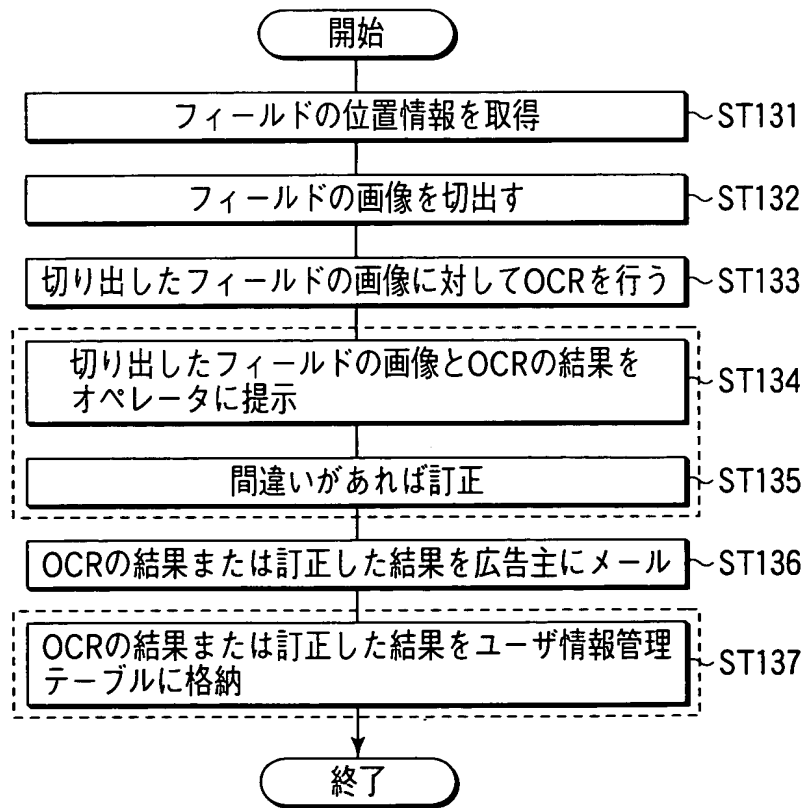 開始
フィールドの位置情報を取得 ST131
フィールドの画像を切出す ST132
切り出したフィールドの画像に対してOCRを行う ST133
切り出したフィールドの画像とOCRの結果を
オペレータに提示 ST134
間違いがあれば訂正 ST135
OCRの結果または訂正した結果を広告主にメール ST136
OCRの結果または訂正した結果をユーザ情報管理
テーブルに格納 ST137
終了